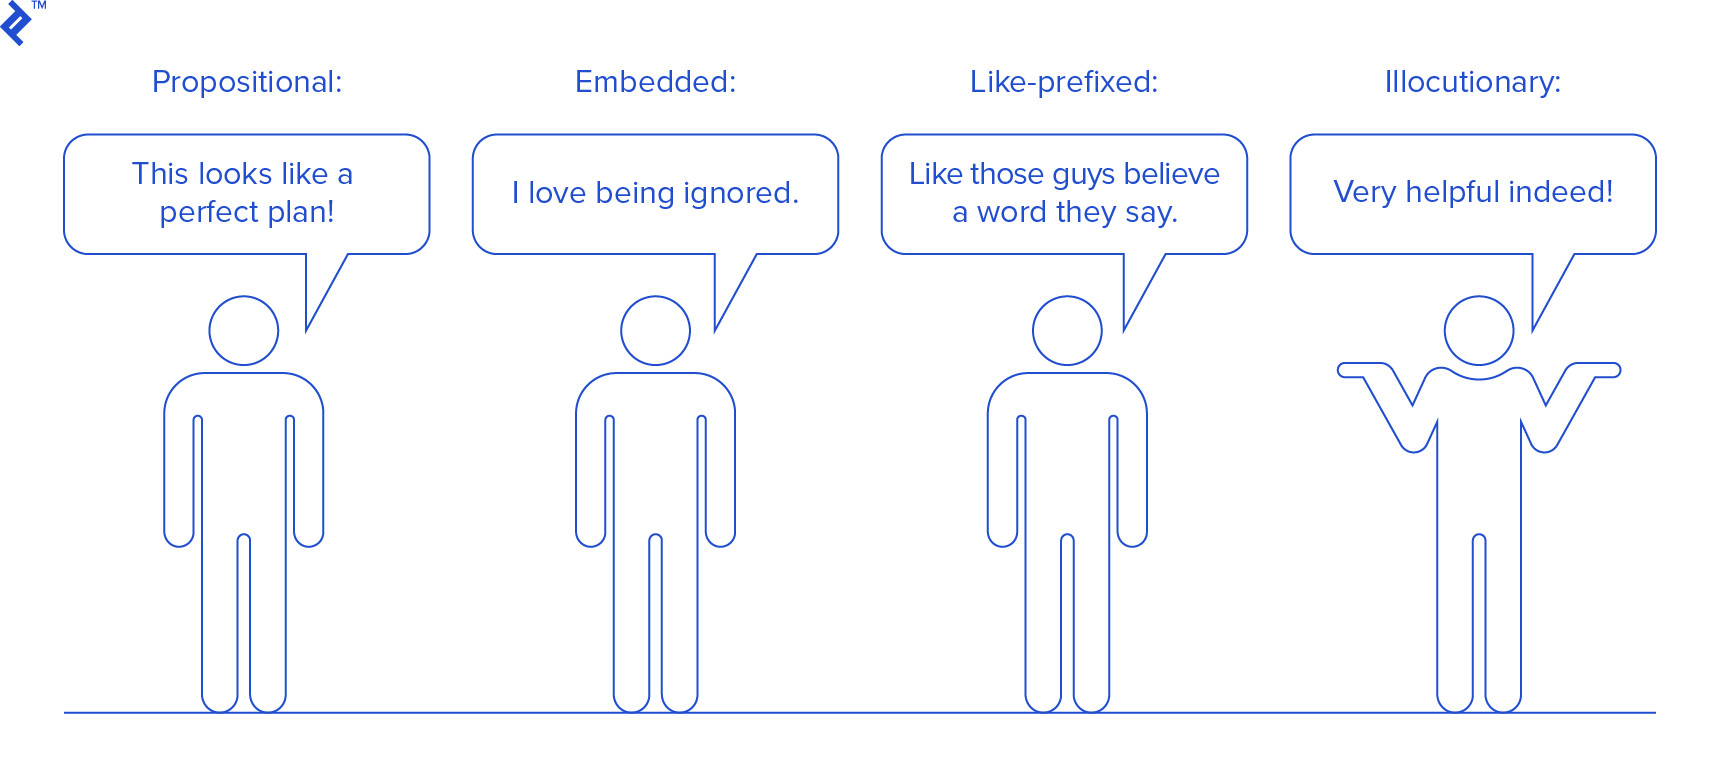 TM
Propositional:
Embedded:
Like-prefixed:
Illocutionary:
This looks like a
perfect plan!
I love being ignored.
Like those guys believe
a word they say.
Very helpful indeed!